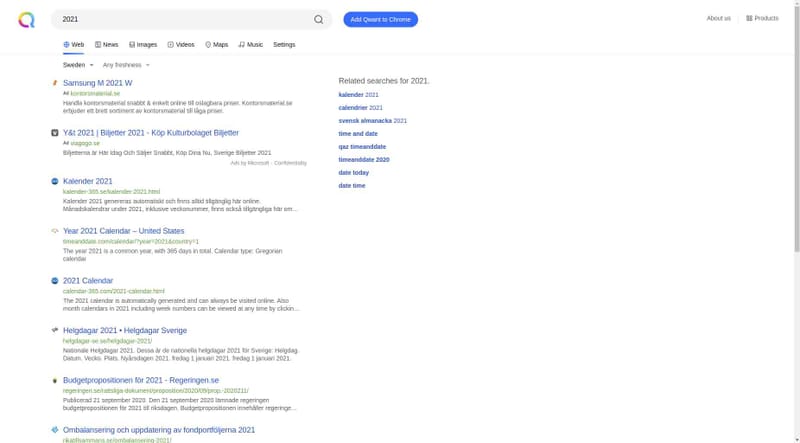 2021
Add Qwant to Chrome
About us
Products
Web
News
Images
Videos
Maps
Music
Settings
Sweden
Any freshness
Samsung M 2021 W
Ad kontorsmaterial.se
Handla kontorsmaterial snabbt & enkelt online till oslagbara priser. Kontorsmaterial.se
erbjuder ett brett sortiment av kontorsmaterial till låga priser.
Y&t 2021 | Biljetter 2021 - Köp Kulturbolaget Biljetter
Ad viagogo.se
Biljetterna är Här Idag Och Säljer Snabbt, Köp Dina Nu, Sverige Biljetter 2021
Ads by Microsoft - Confidentiality
Kalender 2021
kalender-365.se/kalender-2021.html
Kalender 2021 genereras automatiskt och finns alltid tillgänglig här online.
Månadskalendrar under 2021, inklusive veckonummer, finns också tillgängliga här om...
Year 2021 Calendar – United States
timeanddate.com/calendar/?year=2021&country=1
The year 2021 is a common year, with 365 days in total. Calendar type: Gregorian
calendar
2021 Calendar
calendar-365.com/2021-calendar.html
The 2021 calendar is automatically generated and can always be visited online. Also
month calendars in 2021 including week numbers can be viewed at any time by clickin...
Helgdagar 2021 • Helgdagar Sverige
helgdagar-se.se/helgdagar-2021/
Nationale Helgdagar 2021. Dessa är de nationella helgdagar 2021 för Sverige: Helgdag.
Datum. Vecko. Plats. Nyårsdagen 2021. fredag 1 januari 2021. fredag 1 januari 2021.
Budgetpropositionen för 2021 - Regeringen.se
regeringen.se/rattsliga-dokument/proposition/2020/09/prop.-2020211/
Publicerad 21 september 2020. Den 21 september 2020 lämnade regeringen
budgetpropositionen för 2021 till riksdagen. Budgetpropositionen innehåller regeringe...
Ombalansering och uppdatering av fondportföljerna 2021
rikatillsammans.se/ombalansering-2021/
Related searches for 2021.
kalender 2021
calendrier 2021
svensk almanacka 2021
time and date
qaz timeanddate
timeanddate 2020
date today
date time